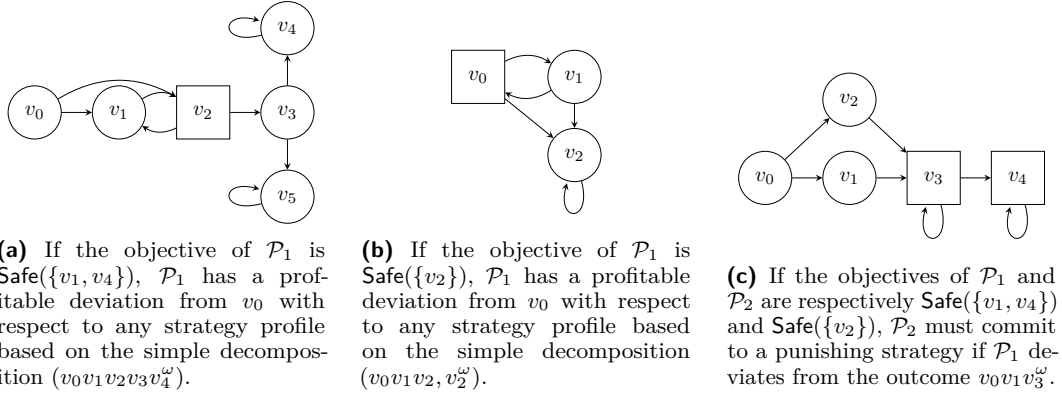 v₄
v₀
v₁
v₂
v₃
v₅
(a) If the objective of 𝒫₁ is
Safe({v₁, v₄}), 𝒫₁ has a prof-
itable deviation from v₀ with
respect to any strategy profile
based on the simple decompos-
ition (v₀v₁v₂v₃v₄^ω).
v₀
v₁
v₂
(b) If the objective of 𝒫₁ is
Safe({v₂}), 𝒫₁ has a profitable
deviation from v₀ with respect
to any strategy profile based
on the simple decomposition
(v₀v₁v₂, v₂^ω).
v₂
v₀
v₁
v₃
v₄
(c) If the objectives of 𝒫₁ and
𝒫₂ are respectively Safe({v₁, v₄})
and Safe({v₂}), 𝒫₂ must commit
to a punishing strategy if 𝒫₁ de-
viates from the outcome v₀v₁v₃^ω.